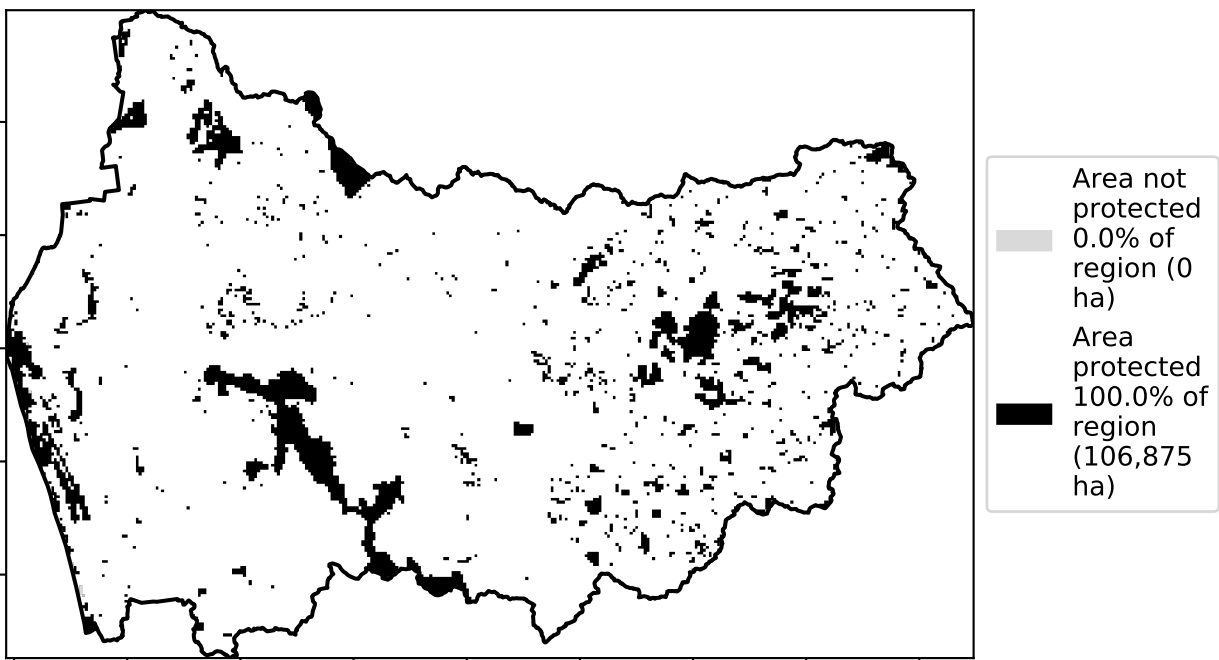 Area not
protected
0.0% of
region (0
ha)
Area
protected
100.0% of
region
(106,875
ha)